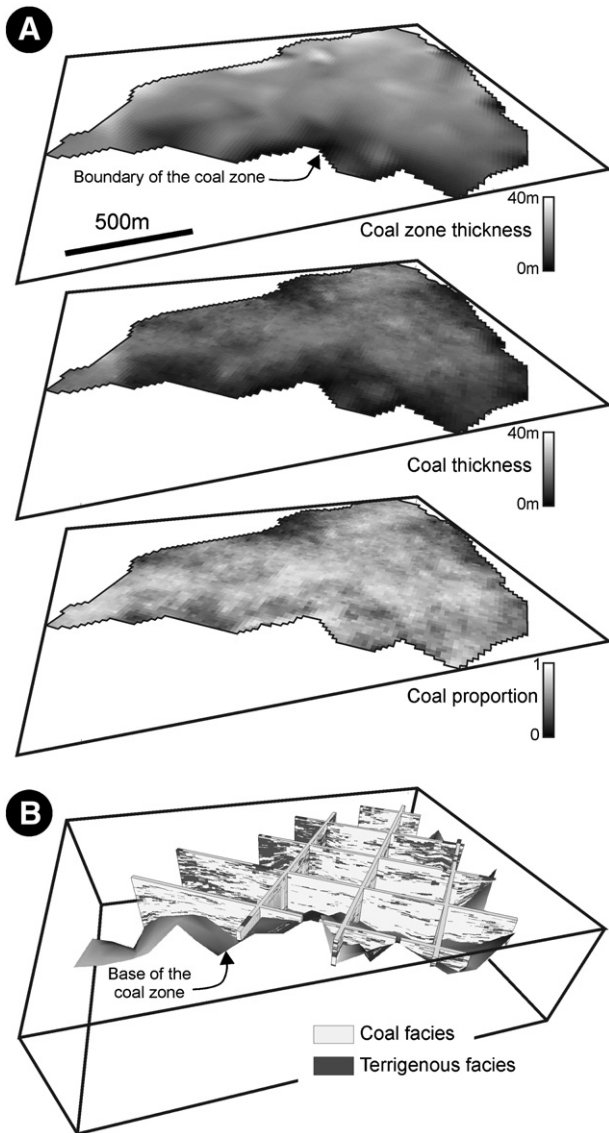 A
Boundary of the coal zone
500m
40m
Coal zone thickness
0m
40m
Coal thickness
0m
1
Coal proportion
0
B
Base of the
coal zone
Coal facies
Terrigenous facies